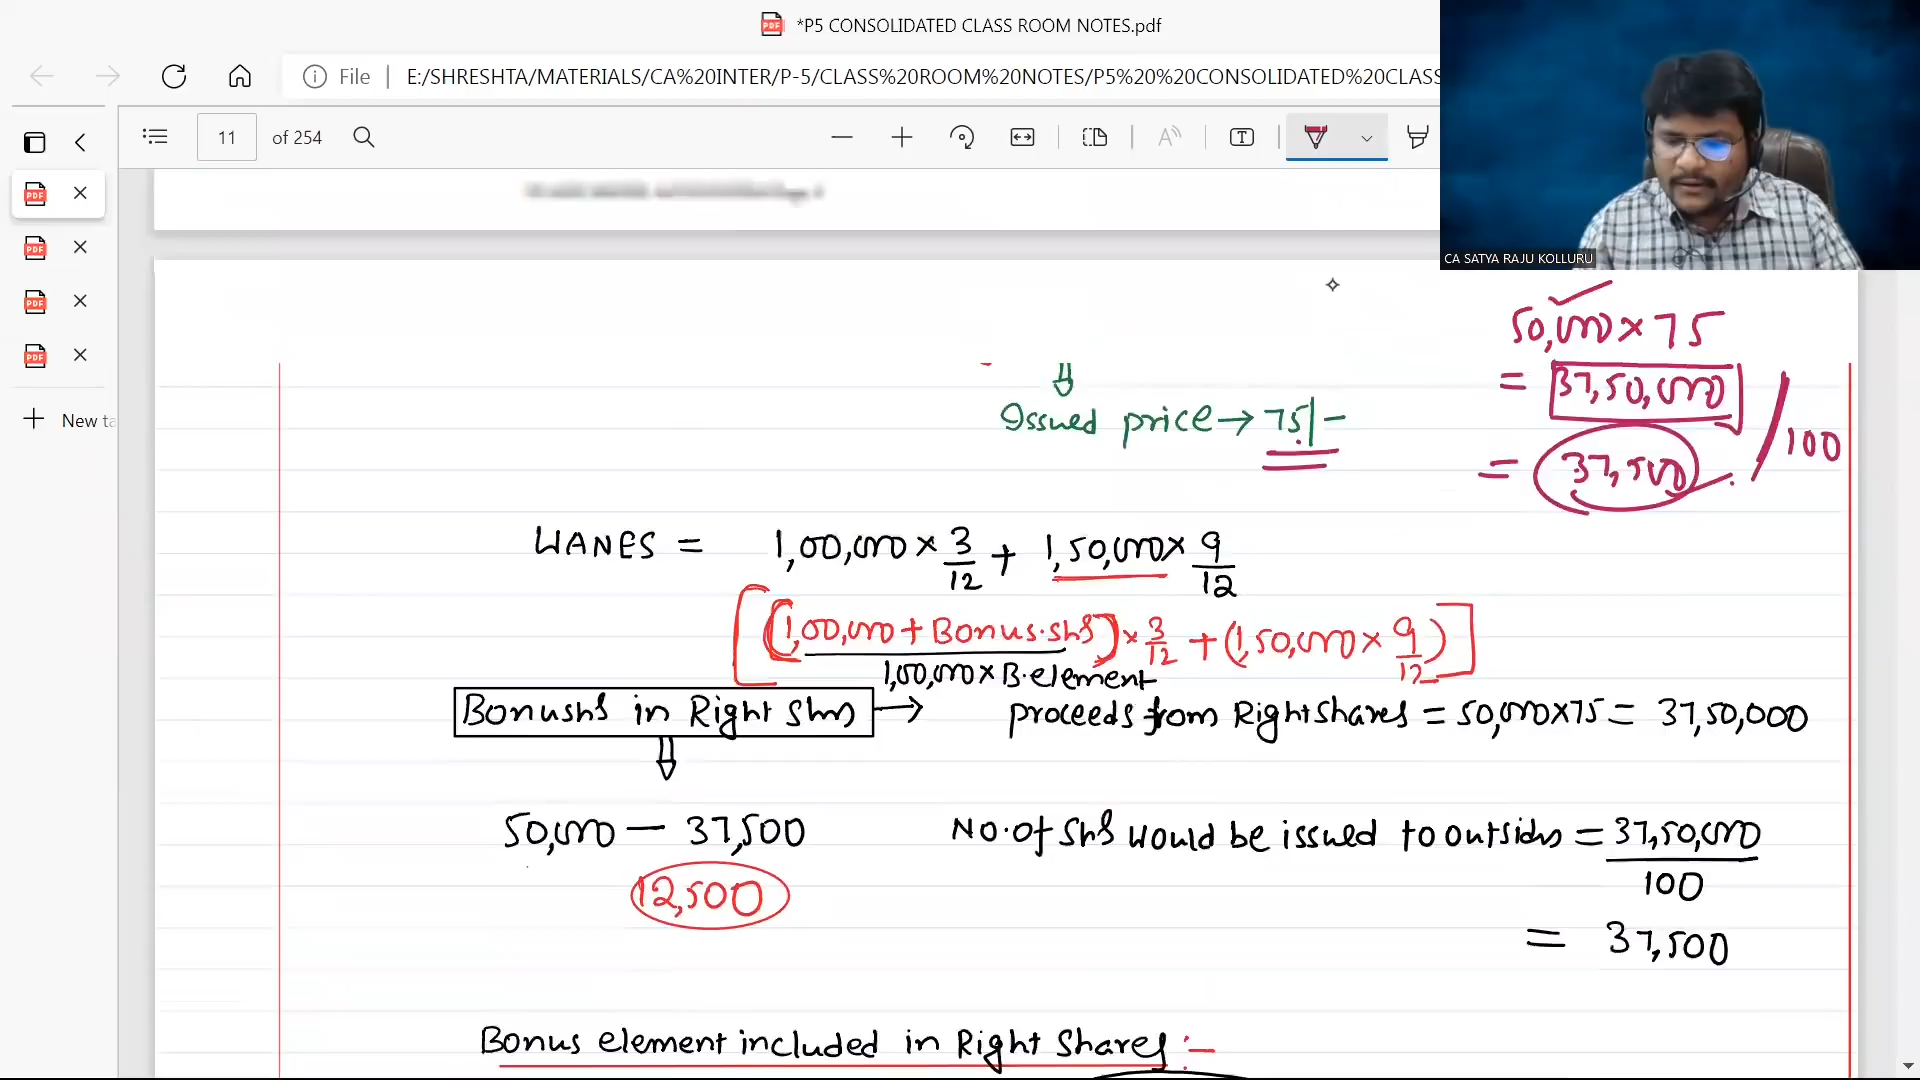 *P5 CONSOLIDATED CLASS ROOM NOTES.pdf
File | E:/SHRESHTA/MATERIALS/CA%20INTER/P-5/CLASS%20ROOM%20NOTES/P5%20%20CONSOLIDATED%20CLASS
11 of 254
New ta
CA SATYA RAJU KOLLURU
50,000 × 75
= 37,50,000 / 100
= 37,500
Issued price → 75/-
WANES = 1,00,000 × 3/12 + 1,50,000 × 9/12
[(1,00,000 + Bonus.shs) × 3/12 + (1,50,000 × 9/12)]
1,00,000 × B.element
Bonushs in Right Shrs → proceeds from Right shares = 50,000×75 = 37,50,000
50,000 — 37,500
NO.of shs would be issued to outsidrs = 37,50,000/100
12,500
= 37,500
Bonus element included in Right Shares :-